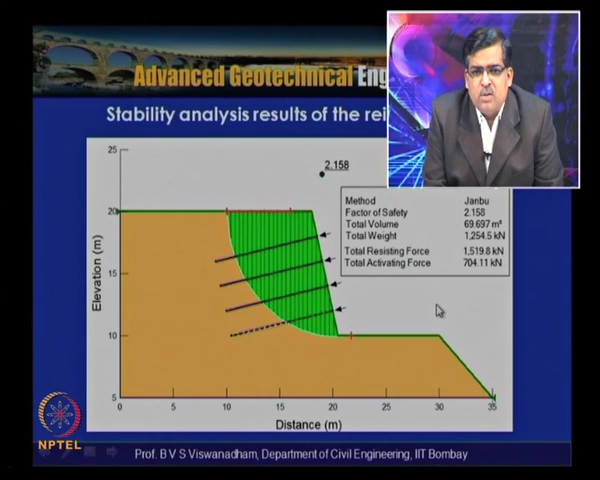 Advanced Geotechnical Eng
Stability analysis results of the rei
25
20
15
10
5
Elevation (m)
2.158
Method Janbu
Factor of Safety 2.158
Total Volume 69.697 m³
Total Weight 1,254.5 kN
Total Resisting Force 1,519.8 kN
Total Activating Force 704.11 kN
0 5 10 15 20 25 30 35
Distance (m)
NPTEL
Prof. B V S Viswanadham, Department of Civil Engineering, IIT Bombay